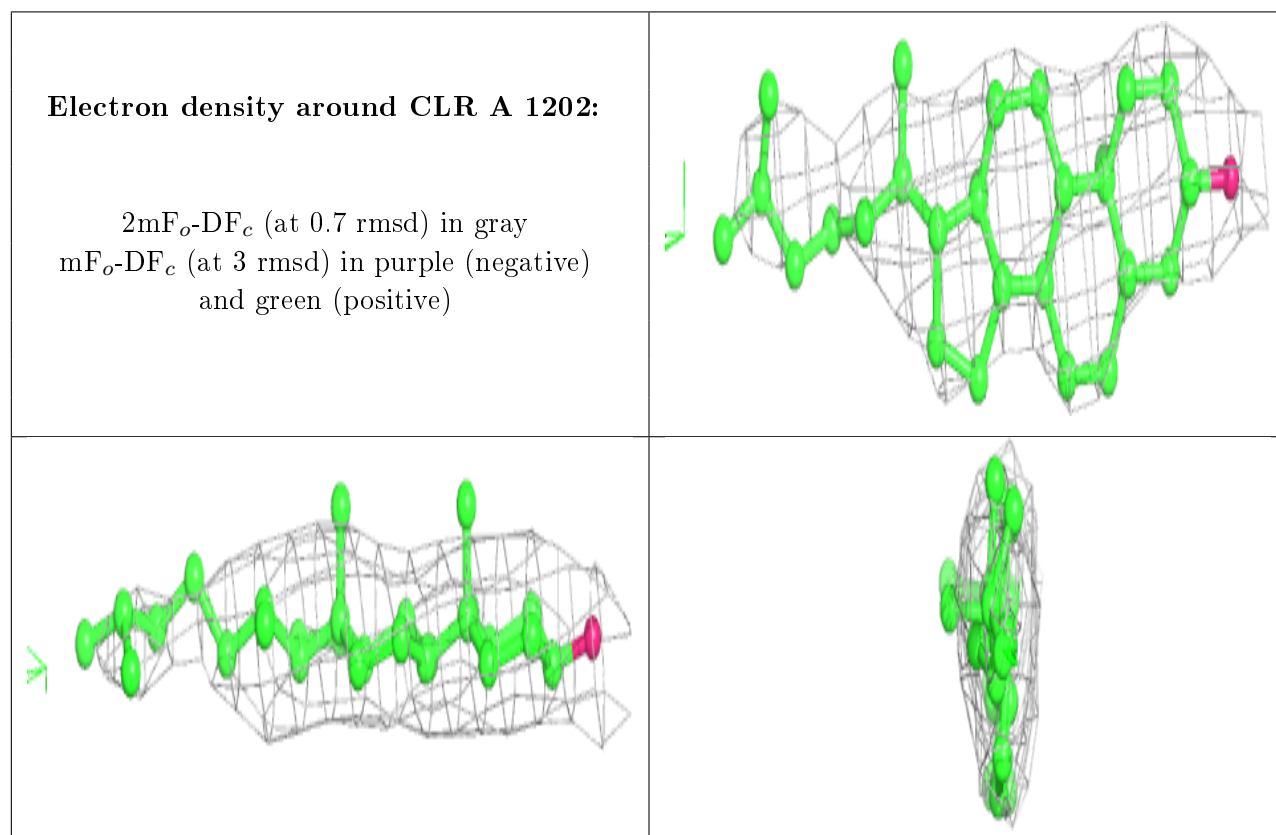 Electron density around CLR A 1202:
2mFₒ-DF𝒸 (at 0.7 rmsd) in gray
mFₒ-DF𝒸 (at 3 rmsd) in purple (negative)
and green (positive)